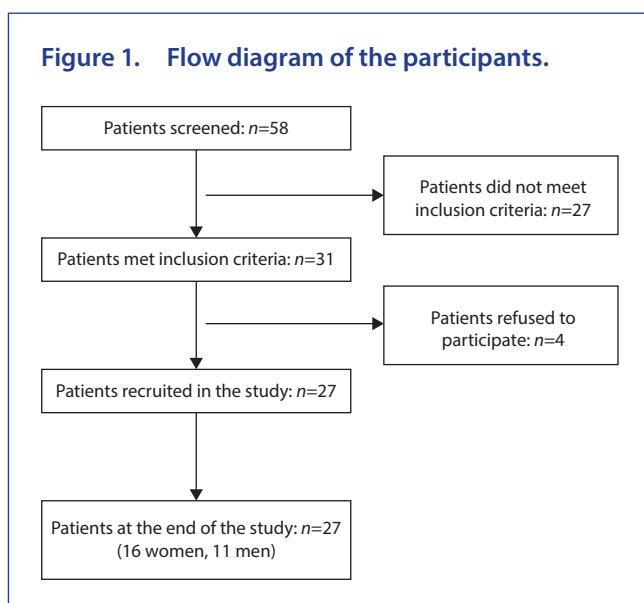 Figure 1. Flow diagram of the participants.
Patients screened: n=58
Patients did not meet
inclusion criteria: n=27
Patients met inclusion criteria: n=31
Patients refused to
participate: n=4
Patients recruited in the study: n=27
Patients at the end of the study: n=27
(16 women, 11 men)